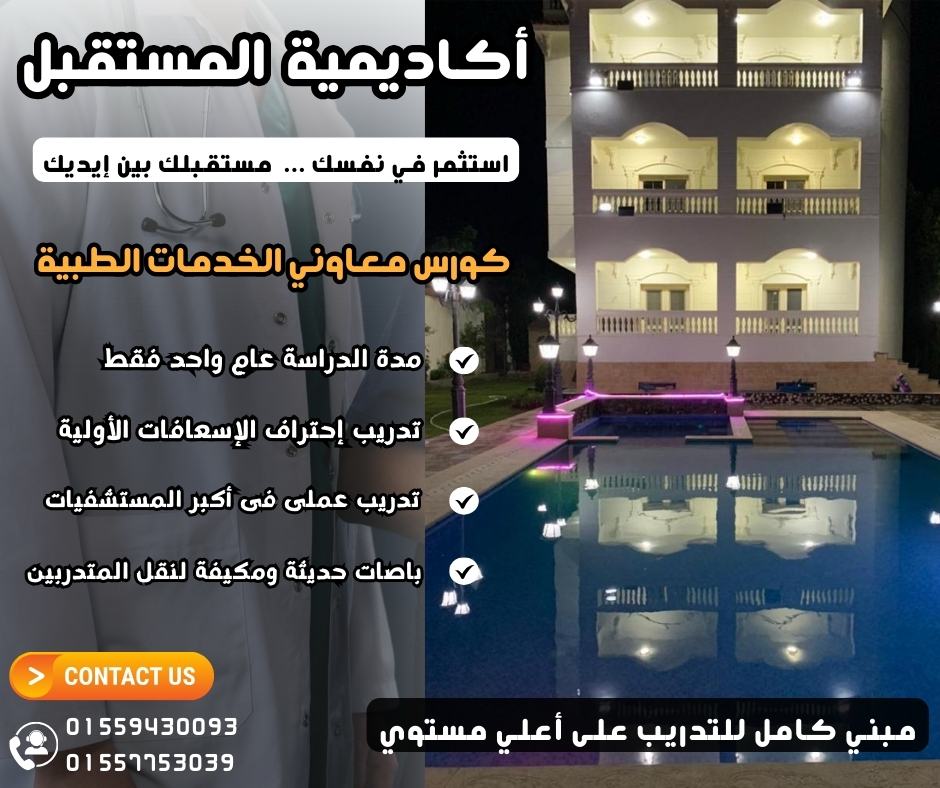 أكاديمية المستقبل
استثمر في نفسك ... مستقبلك بين إيديك
كورس معاوني الخدمات الطبية
مدة الدراسة عام واحد فقط
تدريب إحتراف الإسعافات الأولية
تدريب عملى فى أكبر المستشفيات
باصات حديثة ومكيفة لنقل المتدربين
CONTACT US
01559430093
01557753039
مبني كامل للتدريب على أعلي مستوي